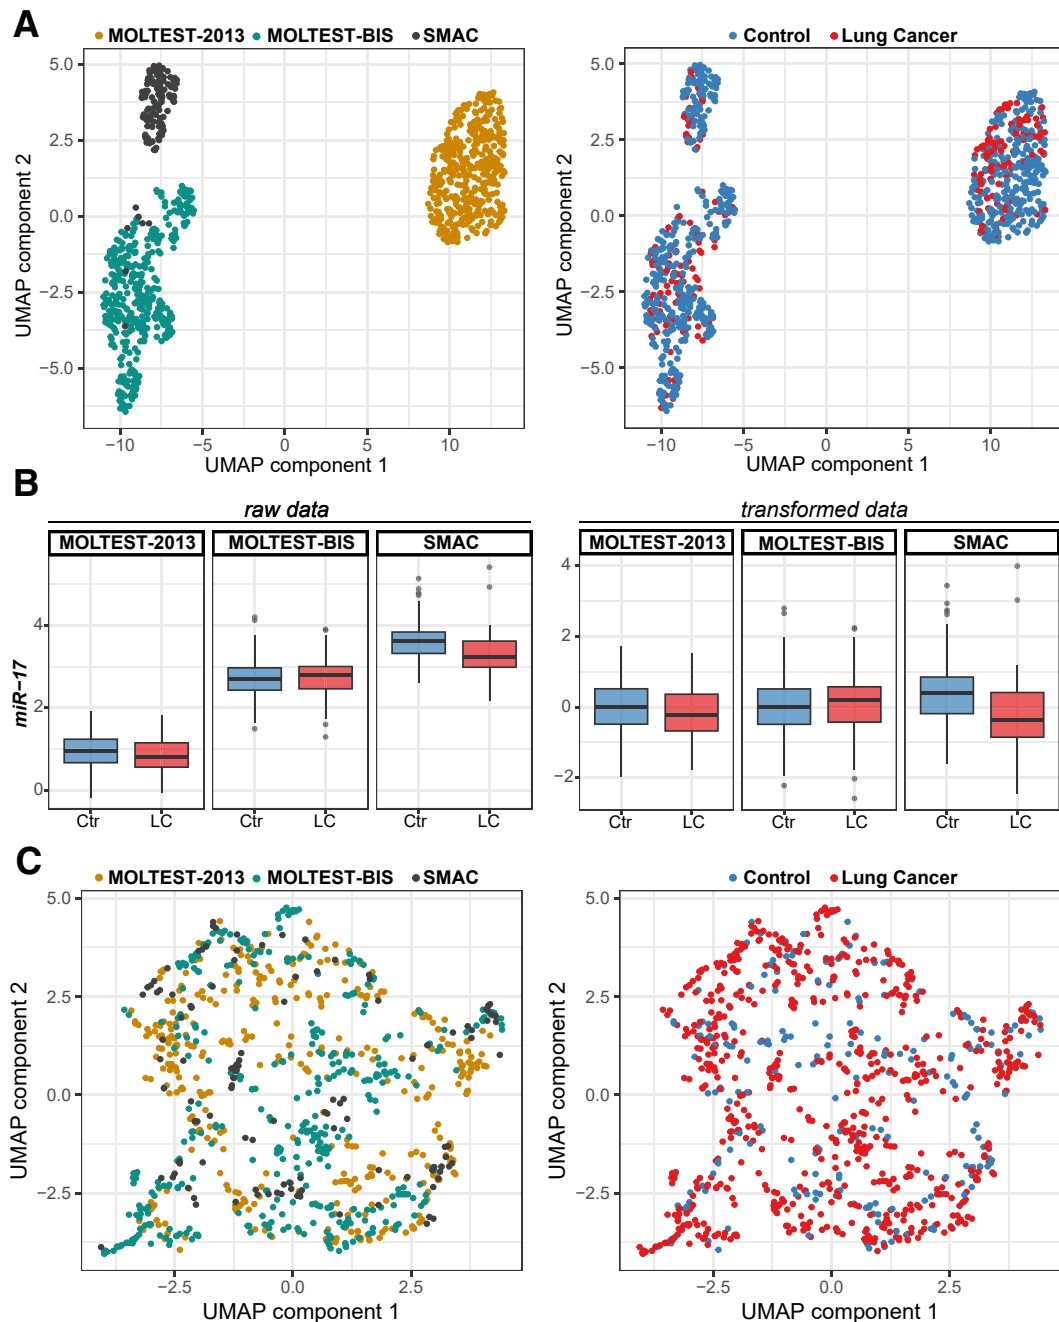 A
MOLTEST-2013 MOLTEST-BIS SMAC
Control Lung Cancer
5.0
2.5
0.0
−2.5
−5.0
UMAP component 2
−10 −5 0 5 10
UMAP component 1
5.0
2.5
0.0
−2.5
−5.0
UMAP component 2
−10 −5 0 5 10
UMAP component 1
B
raw data
MOLTEST-2013 MOLTEST-BIS SMAC
miR−17
4
2
0
Ctr LC Ctr LC Ctr LC
transformed data
MOLTEST-2013 MOLTEST-BIS SMAC
4
2
0
−2
Ctr LC Ctr LC Ctr LC
C
MOLTEST-2013 MOLTEST-BIS SMAC
Control Lung Cancer
5.0
2.5
0.0
−2.5
UMAP component 2
−2.5 0.0 2.5
UMAP component 1
5.0
2.5
0.0
−2.5
UMAP component 2
−2.5 0.0 2.5
UMAP component 1